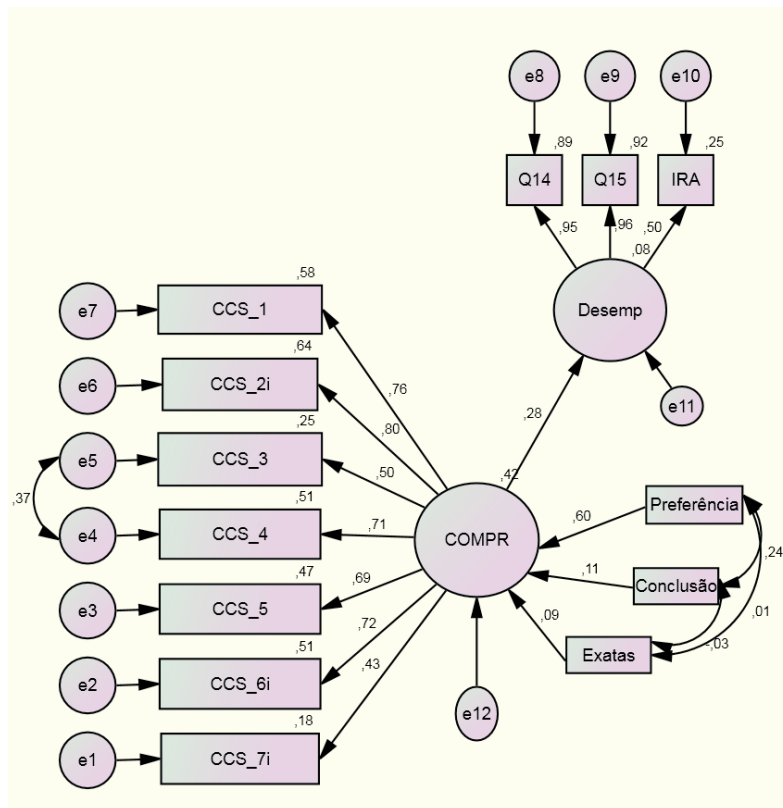 e8
e9
e10
,89
,92
,25
Q14
Q15
IRA
,95
,96
,50
,08
Desemp
e11
,28
e7
,58
CCS_1
,76
e6
,64
CCS_2i
,80
e5
,25
CCS_3
,50
,37
e4
,51
CCS_4
,71
e3
,47
CCS_5
,69
e2
,51
CCS_6i
,72
e1
,18
CCS_7i
,43
,42
COMPR
e12
,60
Preferência
,11
Conclusão
,09
Exatas
,24
,01
-,03